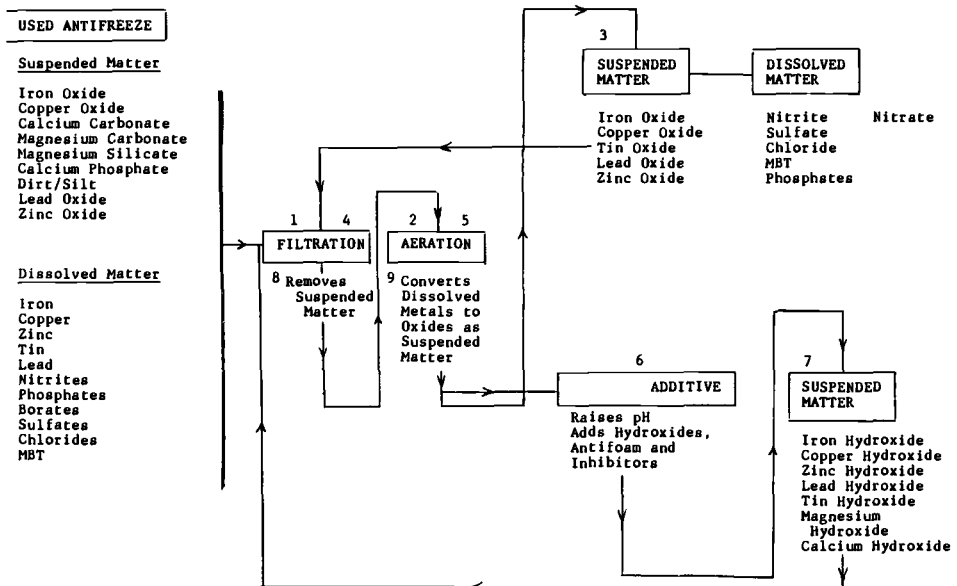 USED ANTIFREEZE
Suspended Matter
Iron Oxide
Copper Oxide
Calcium Carbonate
Magnesium Carbonate
Magnesium Silicate
Calcium Phosphate
Dirt/Silt
Lead Oxide
Zinc Oxide
Dissolved Matter
Iron
Copper
Zinc
Tin
Lead
Nitrites
Phosphates
Borates
Sulfates
Chlorides
MBT
1 4
FILTRATION
8 Removes
Suspended
Matter
2 5
AERATION
9 Converts
Dissolved
Metals to
Oxides as
Suspended
Matter
3
SUSPENDED
MATTER
Iron Oxide
Copper Oxide
Tin Oxide
Lead Oxide
Zinc Oxide
DISSOLVED
MATTER
Nitrite Nitrate
Sulfate
Chloride
MBT
Phosphates
6
ADDITIVE
Raises pH
Adds Hydroxides,
Antifoam and
Inhibitors
7
SUSPENDED
MATTER
Iron Hydroxide
Copper Hydroxide
Zinc Hydroxide
Lead Hydroxide
Tin Hydroxide
Magnesium
Hydroxide
Calcium Hydroxide